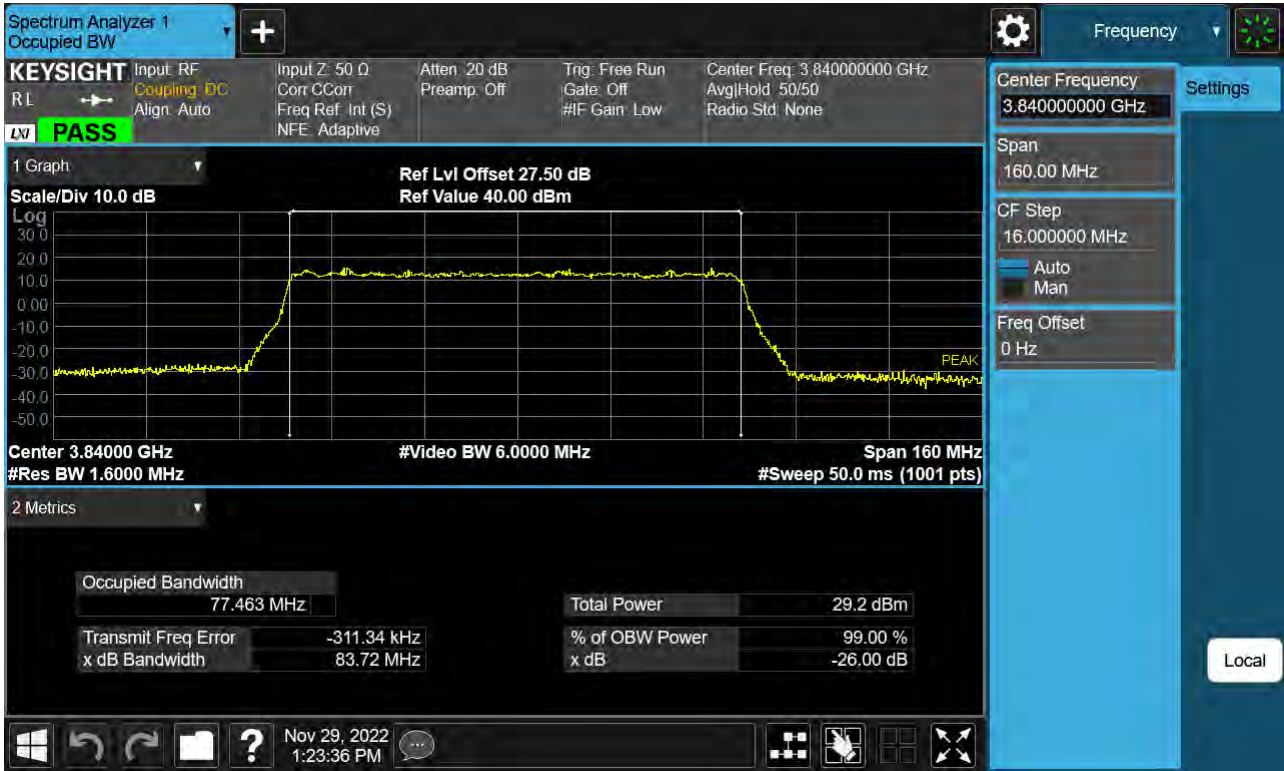 Spectrum Analyzer 1
Occupied BW
Frequency
KEYSIGHT
RL
LXI PASS
Input: RF
Coupling: DC
Align: Auto
Input Z: 50 Ω
Corr CCorr
Freq Ref: Int (S)
NFE: Adaptive
Atten: 20 dB
Preamp: Off
Trig: Free Run
Gate: Off
#IF Gain: Low
Center Freq: 3.840000000 GHz
Avg|Hold: 50/50
Radio Std: None
Center Frequency
3.840000000 GHz
Settings
Span
160.00 MHz
CF Step
16.000000 MHz
Auto
Man
Freq Offset
0 Hz
Local
1 Graph
Scale/Div 10.0 dB
Ref Lvl Offset 27.50 dB
Ref Value 40.00 dBm
Log
30.0
20.0
10.0
0.00
-10.0
-20.0
-30.0
-40.0
-50.0
PEAK
Center 3.84000 GHz
#Video BW 6.0000 MHz
Span 160 MHz
#Res BW 1.6000 MHz
#Sweep 50.0 ms (1001 pts)
2 Metrics
Occupied Bandwidth
77.463 MHz
Transmit Freq Error -311.34 kHz
x dB Bandwidth 83.72 MHz
Total Power 29.2 dBm
% of OBW Power 99.00 %
x dB -26.00 dB
?
Nov 29, 2022
1:23:36 PM